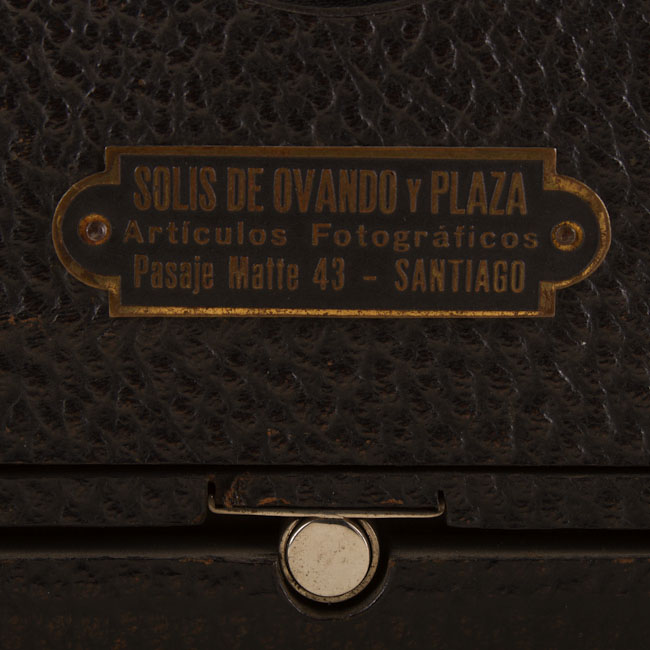 SOLIS DE OVANDO Y PLAZA
Artículos Fotográficos
Pasaje Matte 43 - SANTIAGO